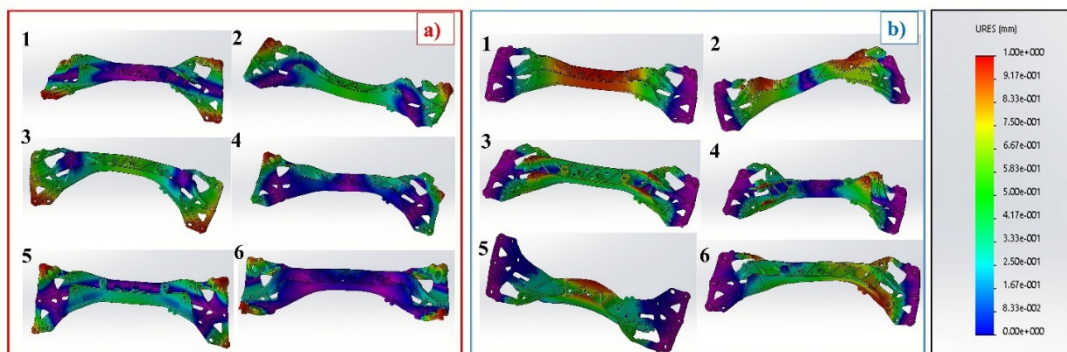 a)
1
2
3
4
5
6
b)
1
2
3
4
5
6
URES (mm)
1.00e+000
9.17e-001
8.33e-001
7.50e-001
6.67e-001
5.83e-001
5.00e-001
4.17e-001
3.33e-001
2.50e-001
1.67e-001
8.33e-002
0.00e+000